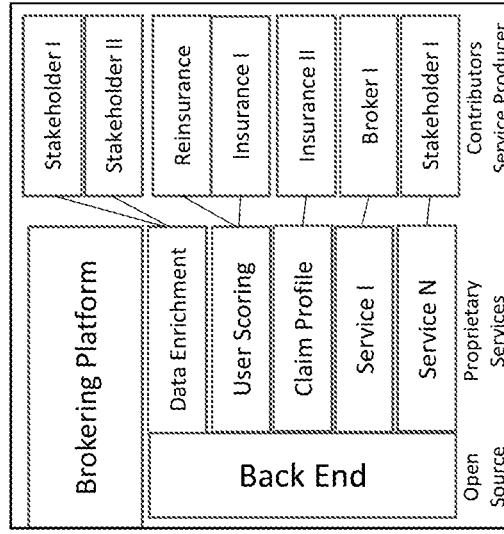 Brokering Platform
Back End
Data Enrichment
User Scoring
Claim Profile
Service I
Service N
Stakeholder I
Stakeholder II
Reinsurance
Insurance I
Insurance II
Broker I
Stakeholder I
Open
Source
Proprietary
Services
Contributors
Service Producer